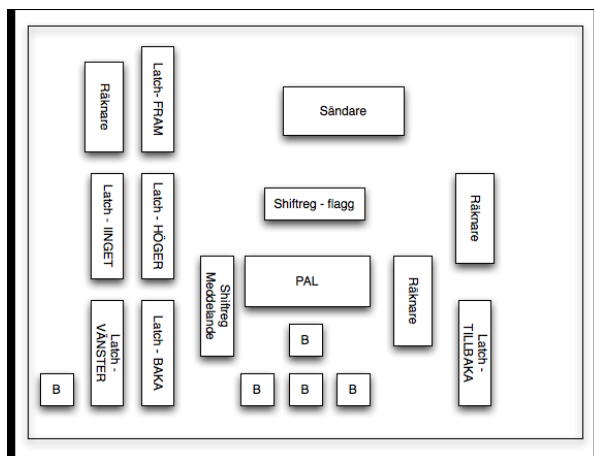 Räknare
Latch- FRAM
Sändare
Latch - IINGET
Latch - HÖGER
Shiftreg - flagg
Räknare
Shiftreg
Meddelande
PAL
Räknare
B
Latch -
VÄNSTER
Latch - BAKA
Latch -
TILLBAKA
B
B
B
B